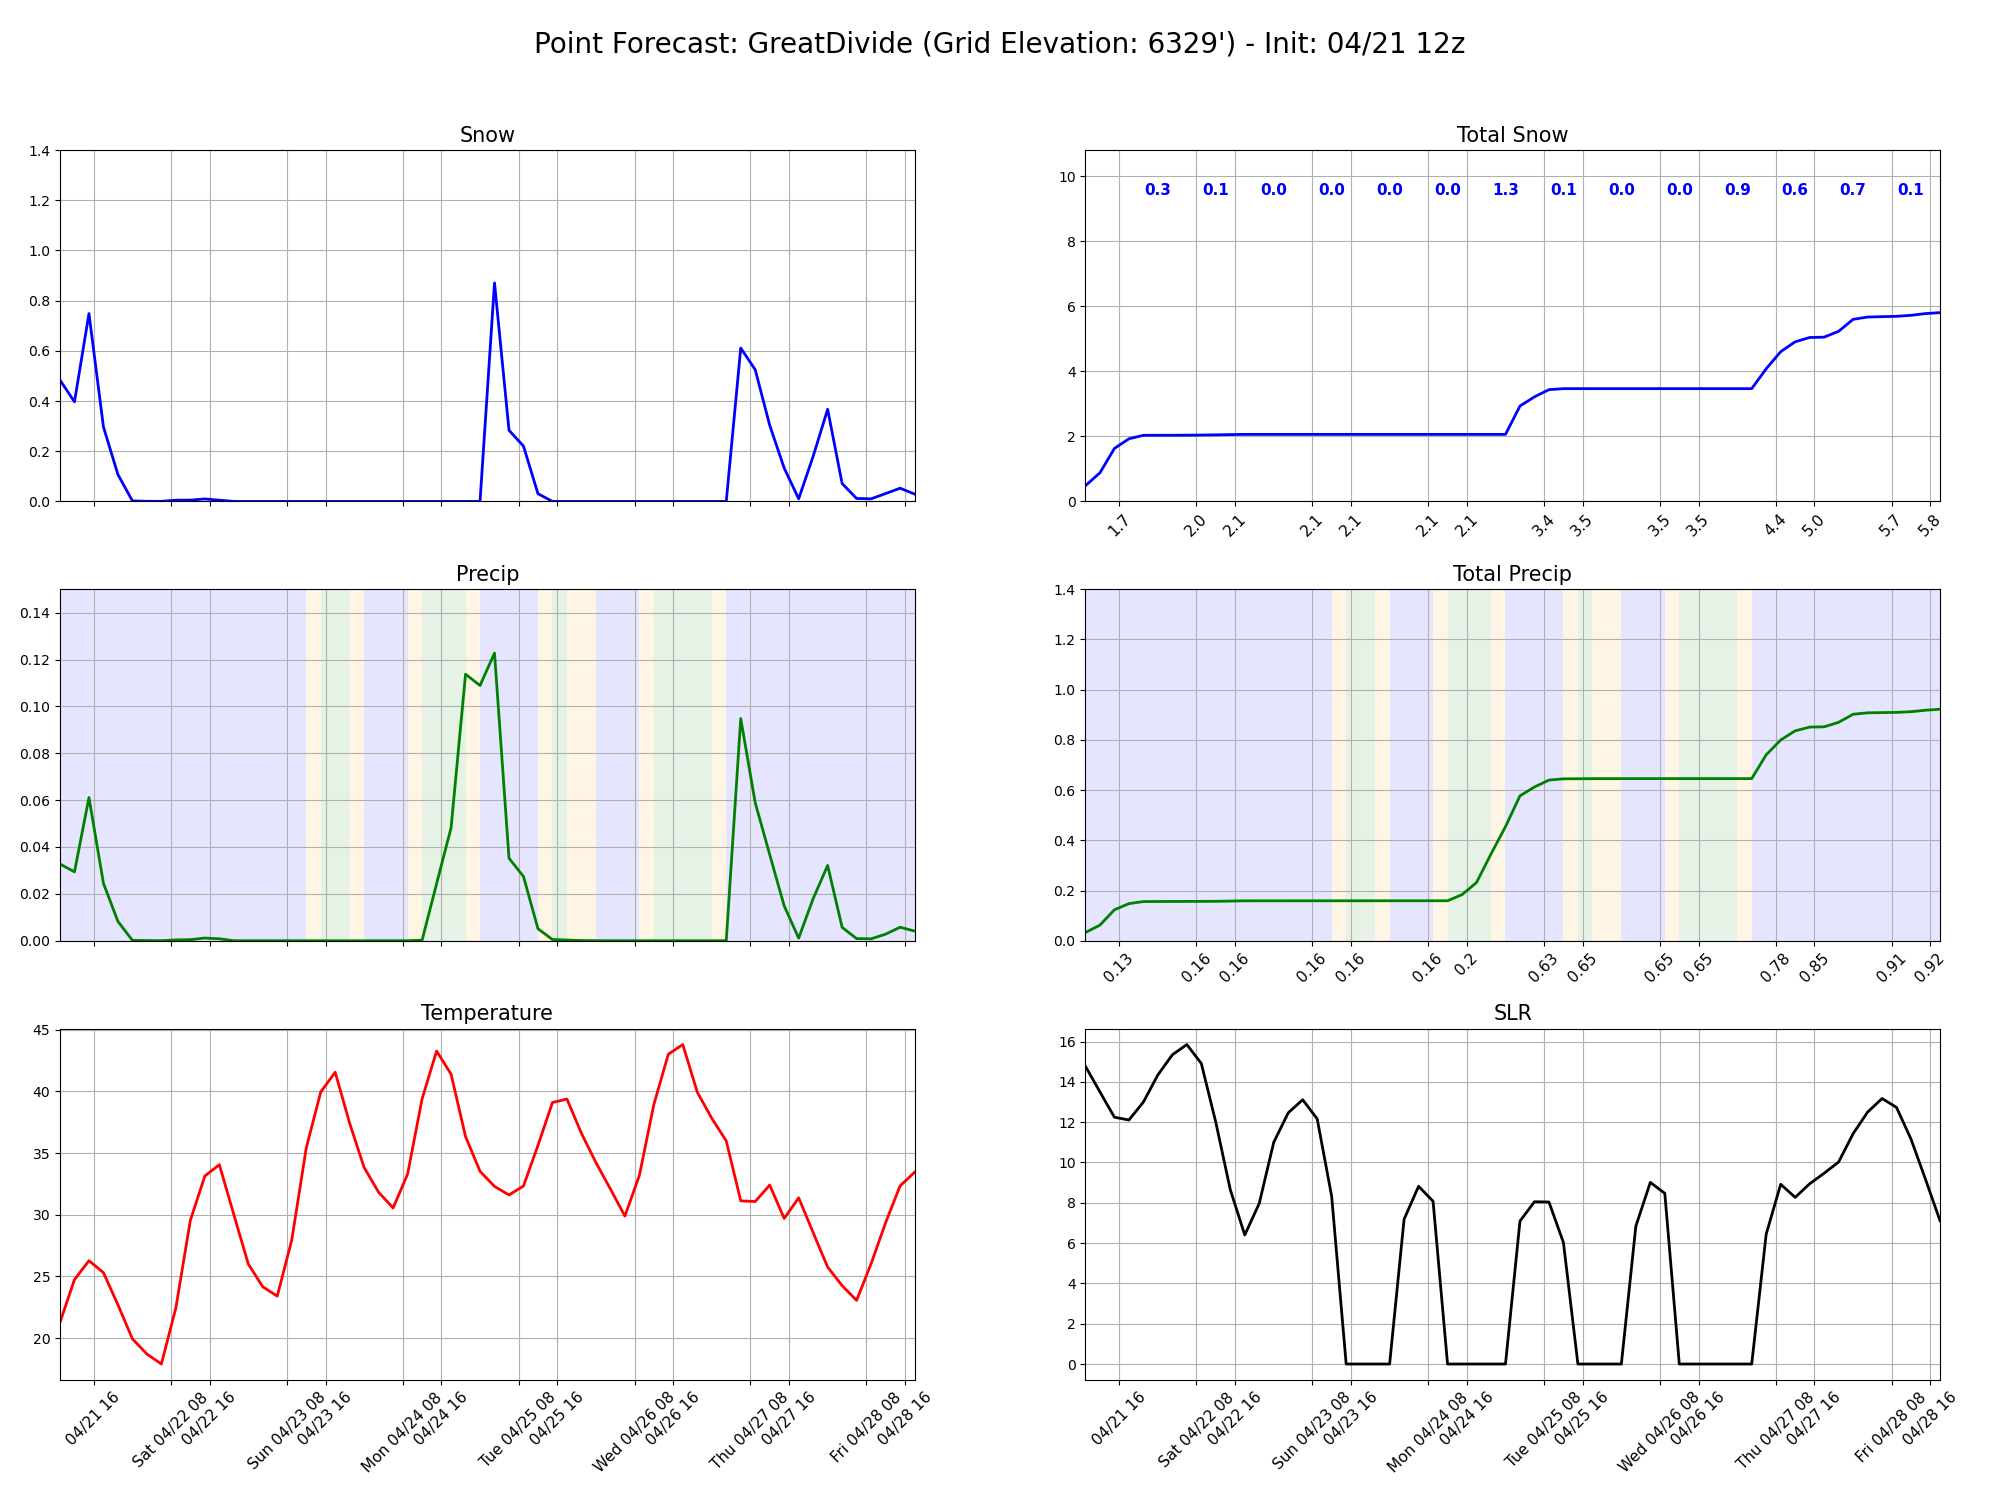 Point Forecast: GreatDivide (Grid Elevation: 6329') - Init: 04/21 12z
Snow
1.4
1.2
1.0
0.8
0.6
0.4
0.2
0.0
Total Snow
10
8
6
4
2
0
0.3 0.1 0.0 0.0 0.0 0.0 1.3 0.1 0.0 0.0 0.9 0.6 0.7 0.1
1.7 2.0 2.1 2.1 2.1 2.1 2.1 3.4 3.5 3.5 3.5 4.4 5.0 5.7 5.8
Precip
0.14
0.12
0.10
0.08
0.06
0.04
0.02
0.00
Total Precip
1.4
1.2
1.0
0.8
0.6
0.4
0.2
0.0
0.13 0.16 0.16 0.16 0.16 0.16 0.2 0.63 0.65 0.65 0.65 0.78 0.85 0.91 0.92
Temperature
45
40
35
30
25
20
04/21 16
Sat 04/22 08
04/22 16
Sun 04/23 08
04/23 16
Mon 04/24 08
04/24 16
Tue 04/25 08
04/25 16
Wed 04/26 08
04/26 16
Thu 04/27 08
04/27 16
Fri 04/28 08
04/28 16
SLR
16
14
12
10
8
6
4
2
0
04/21 16
Sat 04/22 08
04/22 16
Sun 04/23 08
04/23 16
Mon 04/24 08
04/24 16
Tue 04/25 08
04/25 16
Wed 04/26 08
04/26 16
Thu 04/27 08
04/27 16
Fri 04/28 08
04/28 16